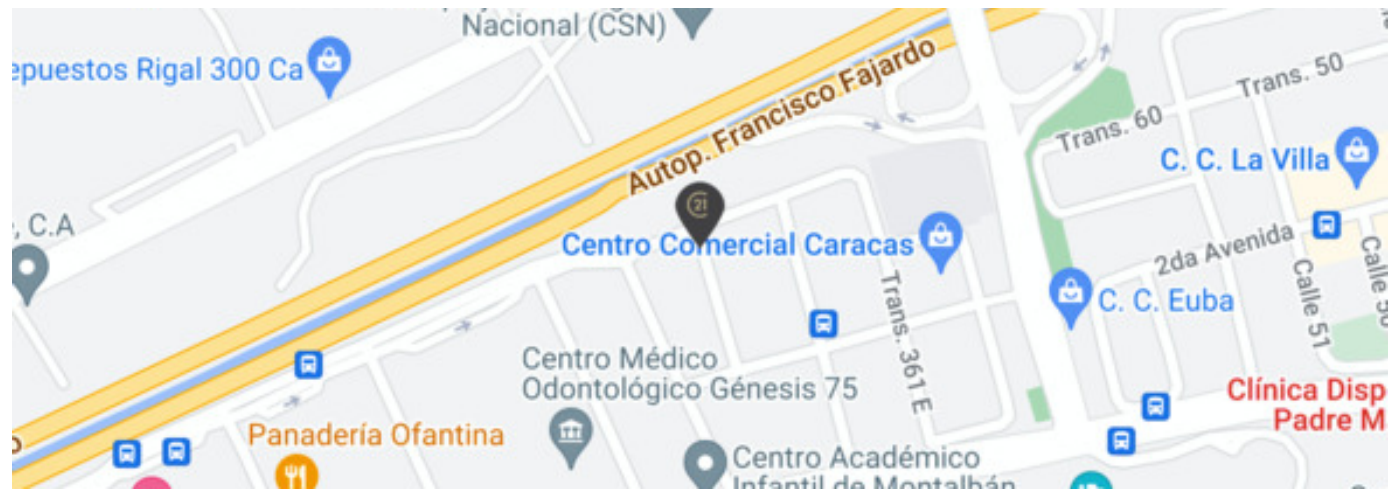 Nacional (CSN)
epuestos Rigal 300 Ca
Autop. Francisco Fajardo
Trans. 50
Trans. 60
C. C. La Villa
, C.A
21
Centro Comercial Caracas
2da Avenida
Calle 51
Trans. 361 E
C. C. Euba
Centro Médico
Odontológico Génesis 75
Clínica Disp
Padre M
Panadería Ofantina
Centro Académico
Infantil de Montalbán